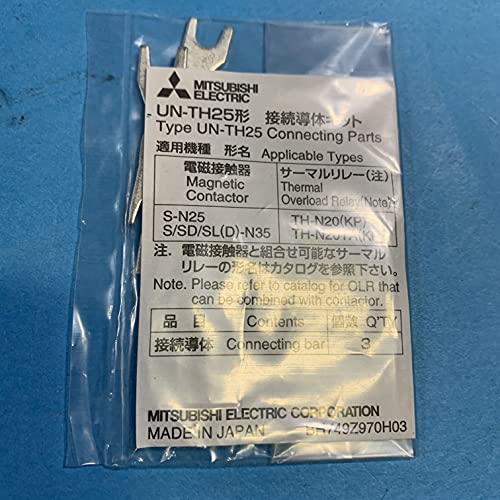 MITSUBISHI
ELECTRIC
UN-TH25形 接続導体キット
Type UN-TH25 Connecting Parts
適用機種 形名 Applicable Types
電磁接触器 サーマルリレー(注)
Magnetic Thermal
Contactor Overload Relay(Note)
S-N25 TH-N20(KP)
S/SD/SL(D)-N35 TH-N20TA(KP)
注. 電磁接触器と組合せ可能なサーマル
リレーの形名はカタログを参照下さい。
Note. Please refer to catalog for OLR that
can be combined with contactor.
品目 Contents 個数 Q'TY
接続導体 Connecting bar 3
MITSUBISHI ELECTRIC CORPORATION
MADE IN JAPAN BH749Z970H03